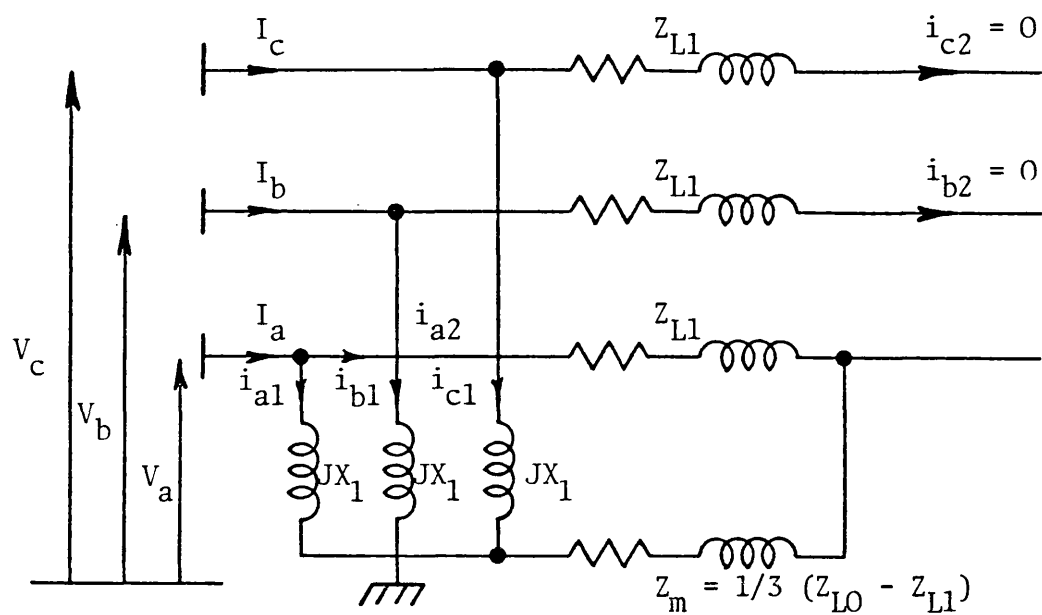 I_c Z_L1 i_c2 = 0
I_b Z_L1 i_b2 = 0
I_a i_a2 Z_L1
V_c i_a1 i_b1 i_c1
V_b
V_a JX_1 JX_1 JX_1
Z_m = 1/3 (Z_LO - Z_L1)